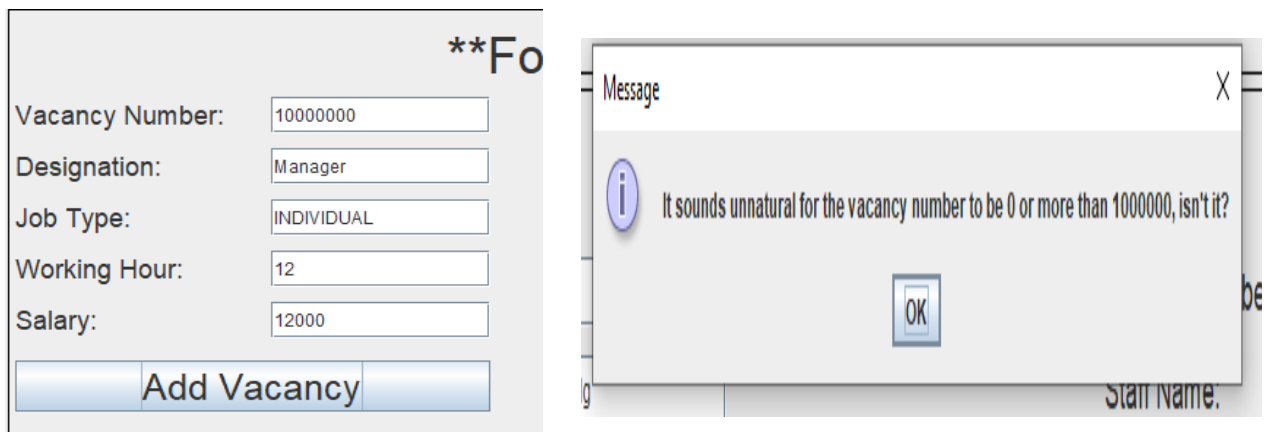 **Fo
Vacancy Number: 10000000
Designation: Manager
Job Type: INDIVIDUAL
Working Hour: 12
Salary: 12000
Add Vacancy
Message X
i
It sounds unnatural for the vacancy number to be 0 or more than 1000000, isn't it?
OK
be
Staff Name: